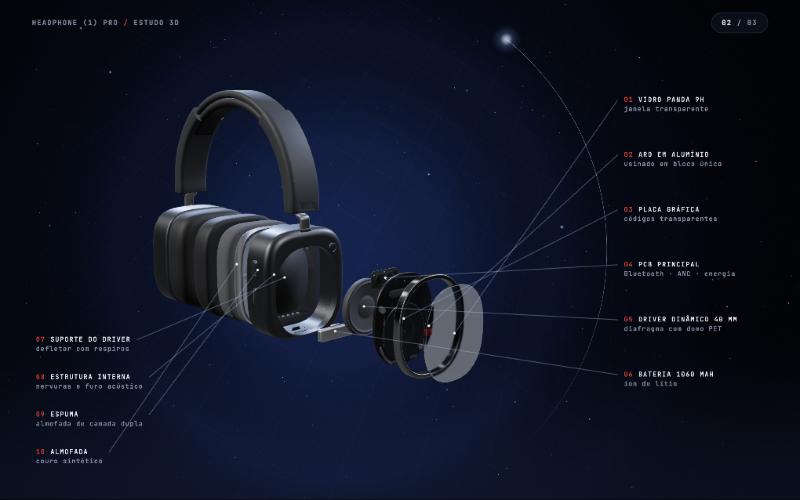 HEADPHONE (1) PRO / ESTUDO 3D
02 / 03
01 VIDRO PANDA 9H
janela transparente
02 ARO EM ALUMÍNIO
usinado em bloco único
03 PLACA GRÁFICA
códigos transparentes
04 PCB PRINCIPAL
Bluetooth · ANC · energia
05 DRIVER DINÂMICO 40 MM
diafragma com domo PET
06 BATERIA 1060 MAH
íon de lítio
07 SUPORTE DO DRIVER
defletor com respiros
08 ESTRUTURA INTERNA
nervuras e furo acústico
09 ESPUMA
almofada de camada dupla
10 ALMOFADA
couro sintético